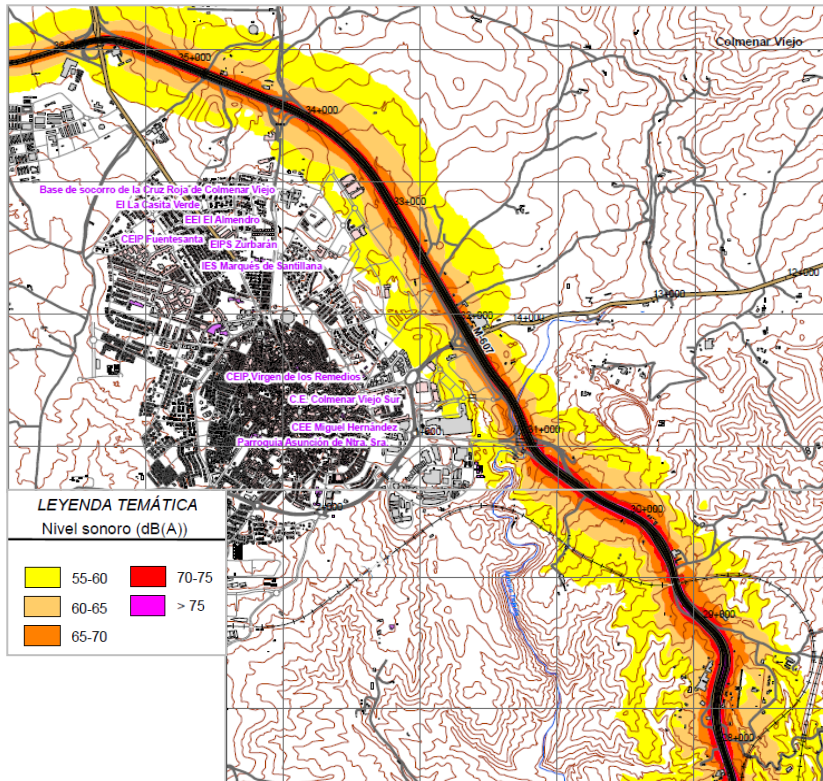 Colmenar Viejo
35+000
34+000
Base de socorro de la Cruz Roja de Colmenar Viejo
El La Casita Verde
33+000
EEI El Almendro
CEIP Fuentesanta
EIPS Zurbarán
IES Marqués de Santillana
12+000
13+000
32+000
14+000
M-607
CEIP Virgen de los Remedios
C.E. Colmenar Viejo Sur
CEE Miguel Hernández
31+000
Parroquia Asunción de Ntra. Sra.
LEYENDA TEMÁTICA
Nivel sonoro (dB(A))
55-60
70-75
60-65
> 75
65-70
30+000
29+000
28+000